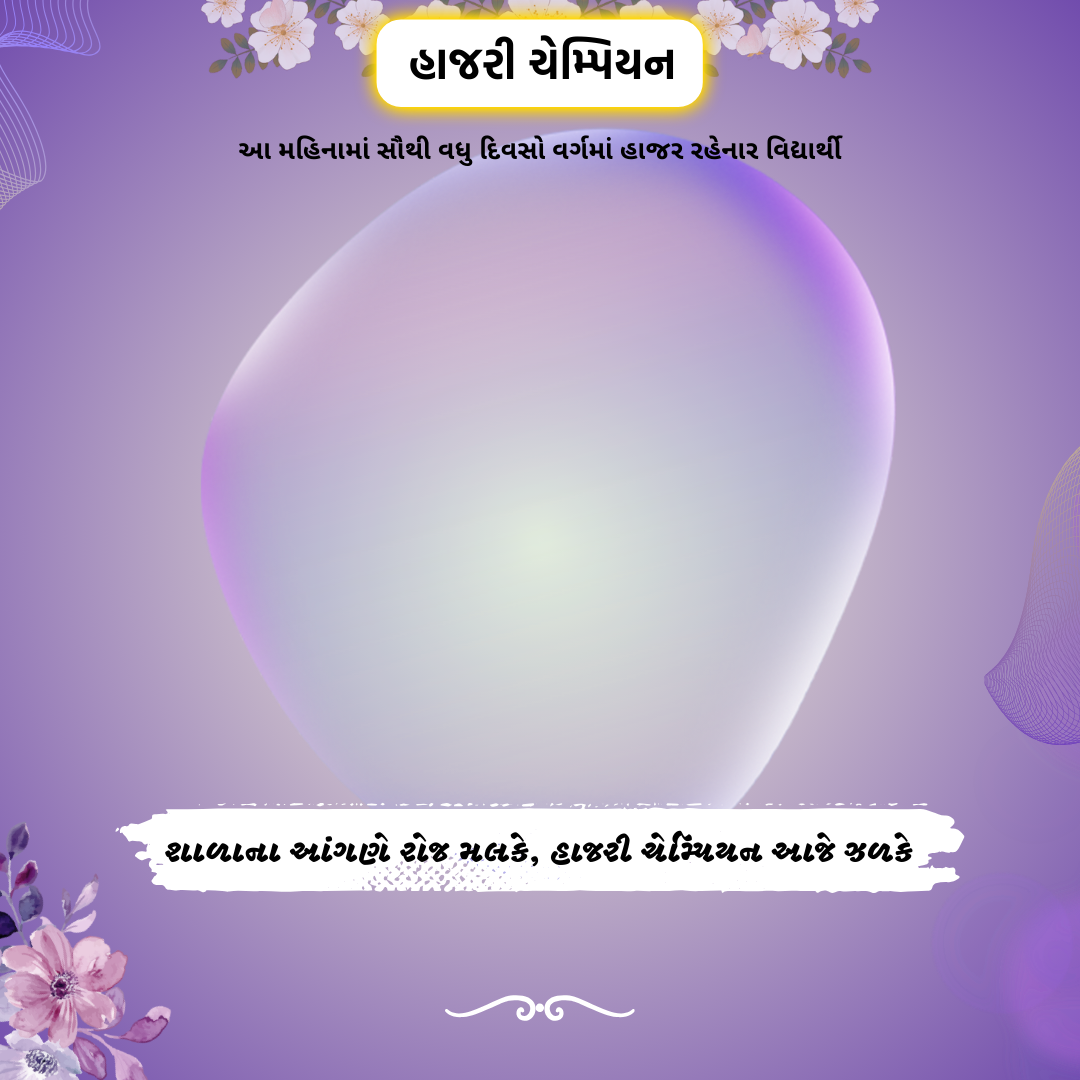 હાજરી ચેમ્પિયન
આ મહિનામાં સૌથી વધુ દિવસો વર્ગમાં હાજર રહેનાર વિદ્યાર્થી
શાળાના આંગણે રોજ મલકે, હાજરી ચેમ્પિયન આજે ઝળકે